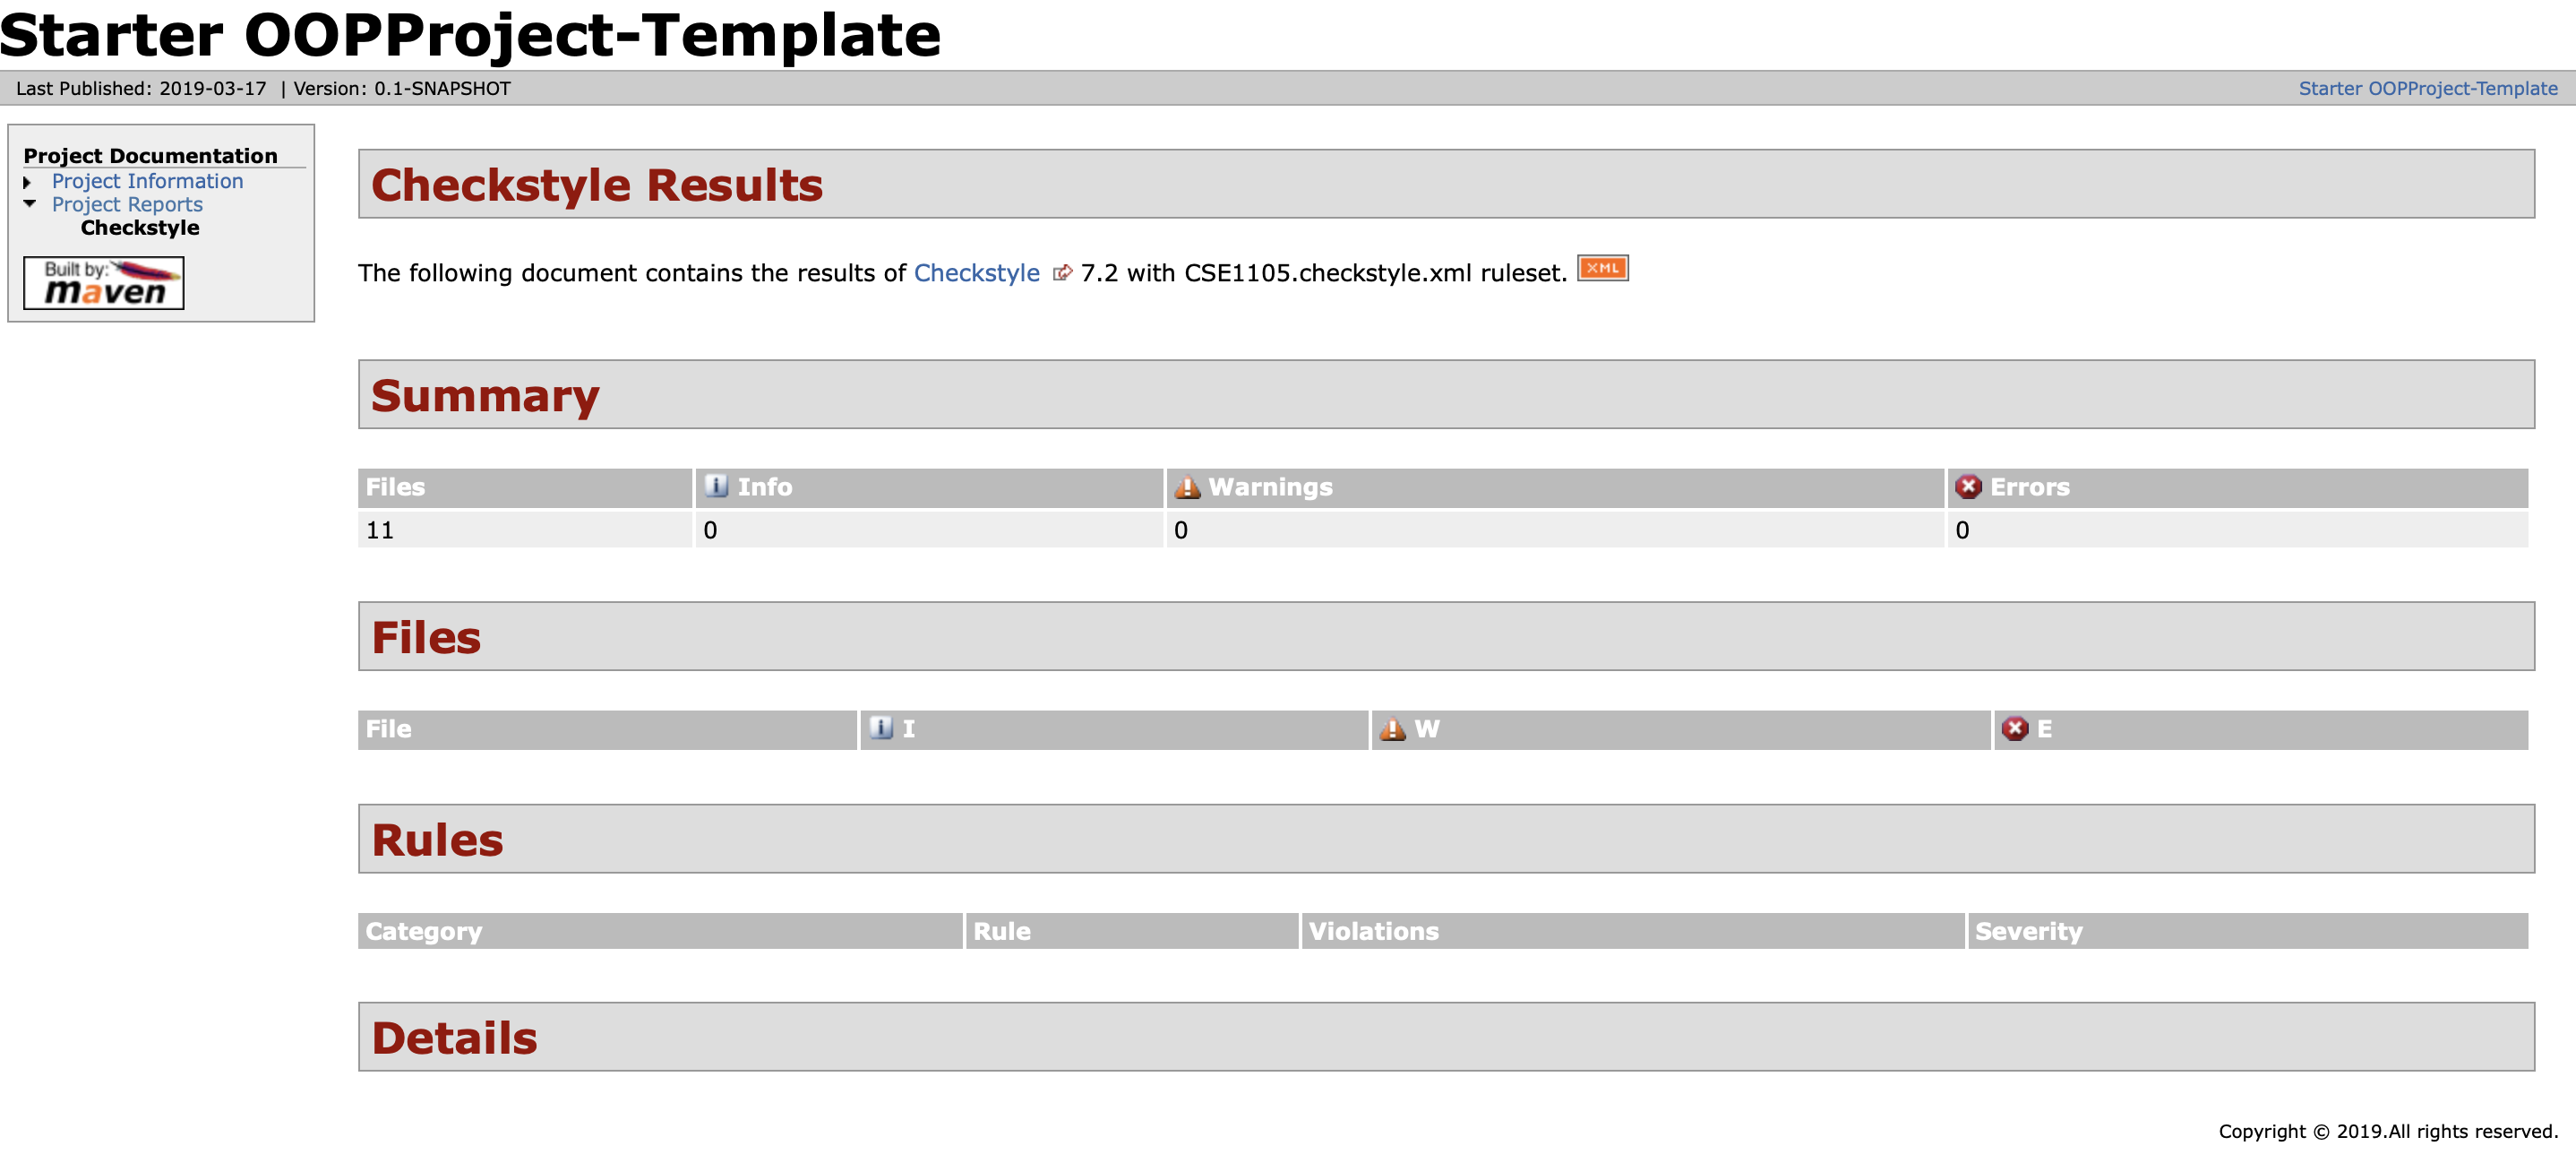 Starter OOPProject-Template
Last Published: 2019-03-17 | Version: 0.1-SNAPSHOT
Starter OOPProject-Template
Project Documentation
Project Information
Project Reports
Checkstyle
Built by:
maven
Checkstyle Results
The following document contains the results of Checkstyle 7.2 with CSE1105.checkstyle.xml ruleset. XML
Summary
Files Info Warnings Errors
11 0 0 0
Files
File I W E
Rules
Category Rule Violations Severity
Details
Copyright © 2019.All rights reserved.